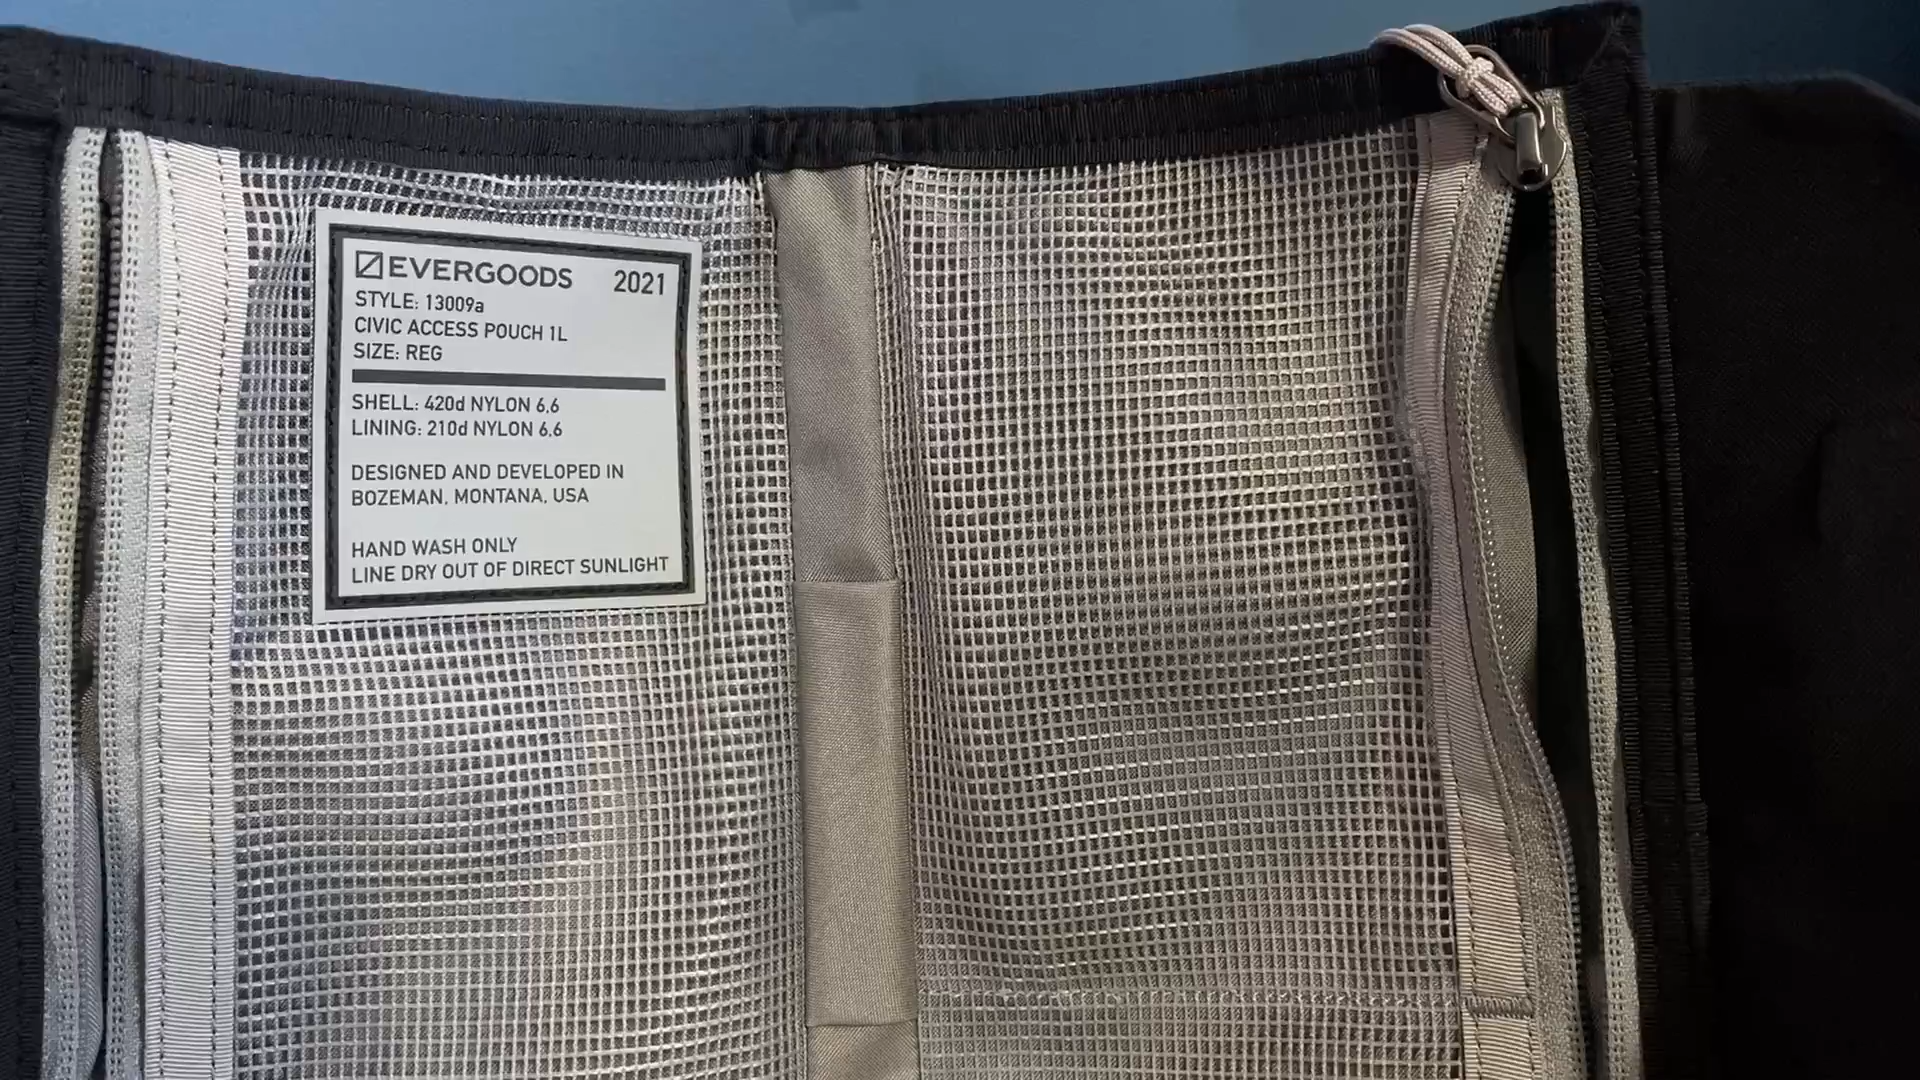 EVERGOODS 2021
STYLE: 13009a
CIVIC ACCESS POUCH 1L
SIZE: REG
SHELL: 420d NYLON 6,6
LINING: 210d NYLON 6,6
DESIGNED AND DEVELOPED IN
BOZEMAN, MONTANA, USA
HAND WASH ONLY
LINE DRY OUT OF DIRECT SUNLIGHT